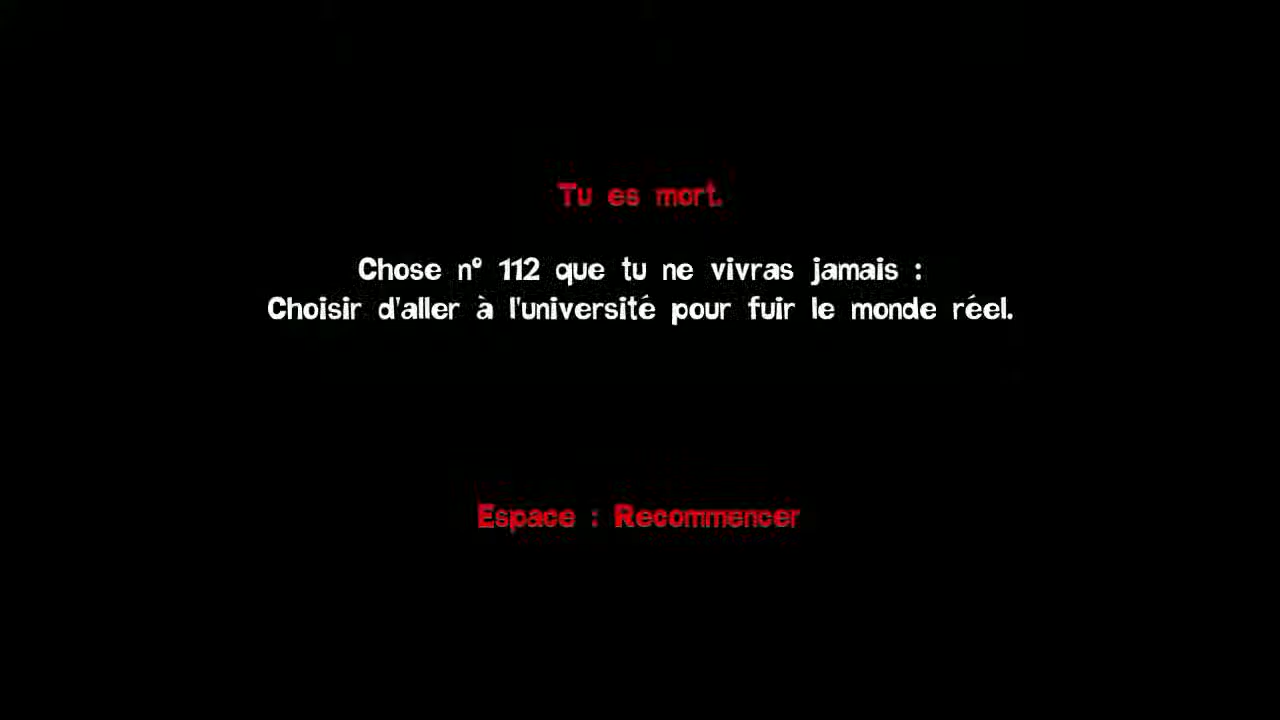 Tu es mort.
Chose n° 112 que tu ne vivras jamais :
Choisir d'aller à l'université pour fuir le monde réel.
Espace : Recommencer